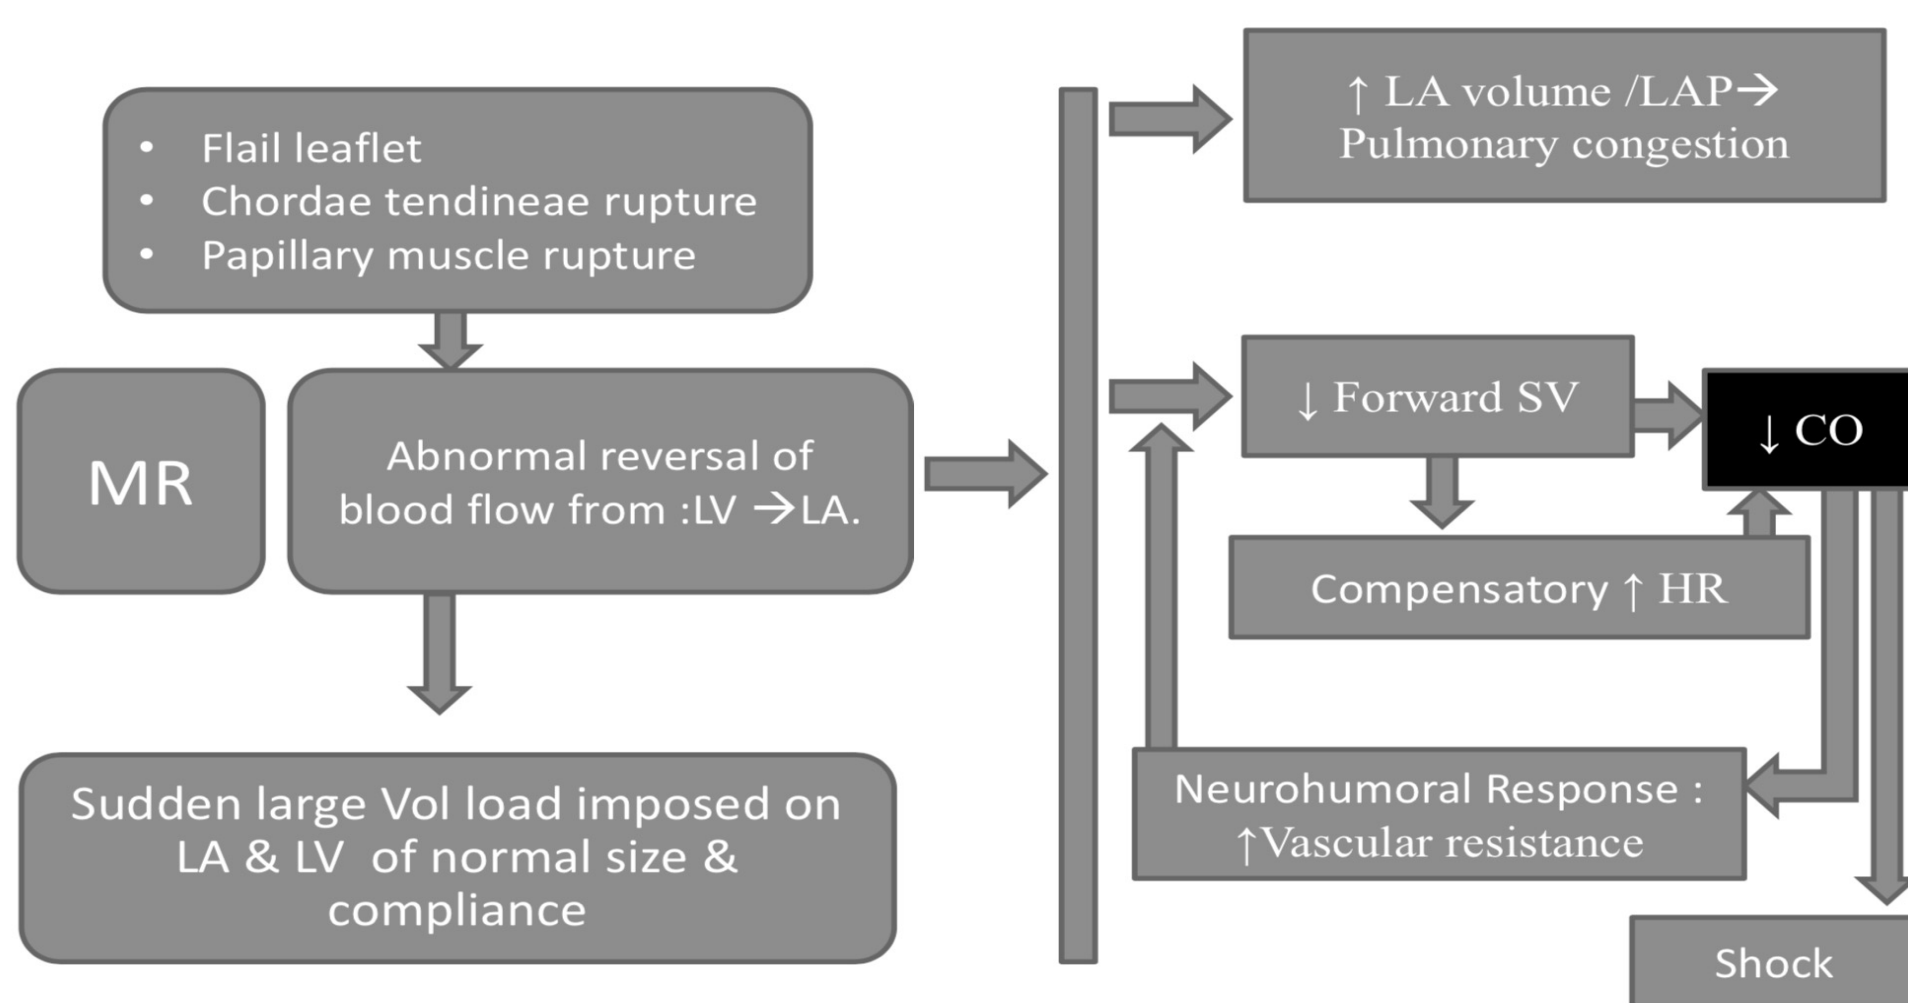 • Flail leaflet
• Chordae tendineae rupture
• Papillary muscle rupture
MR
Abnormal reversal of
blood flow from :LV →LA.
Sudden large Vol load imposed on
LA & LV of normal size &
compliance
↑ LA volume /LAP→
Pulmonary congestion
↓ Forward SV
↓ CO
Compensatory ↑ HR
Neurohumoral Response :
↑Vascular resistance
Shock